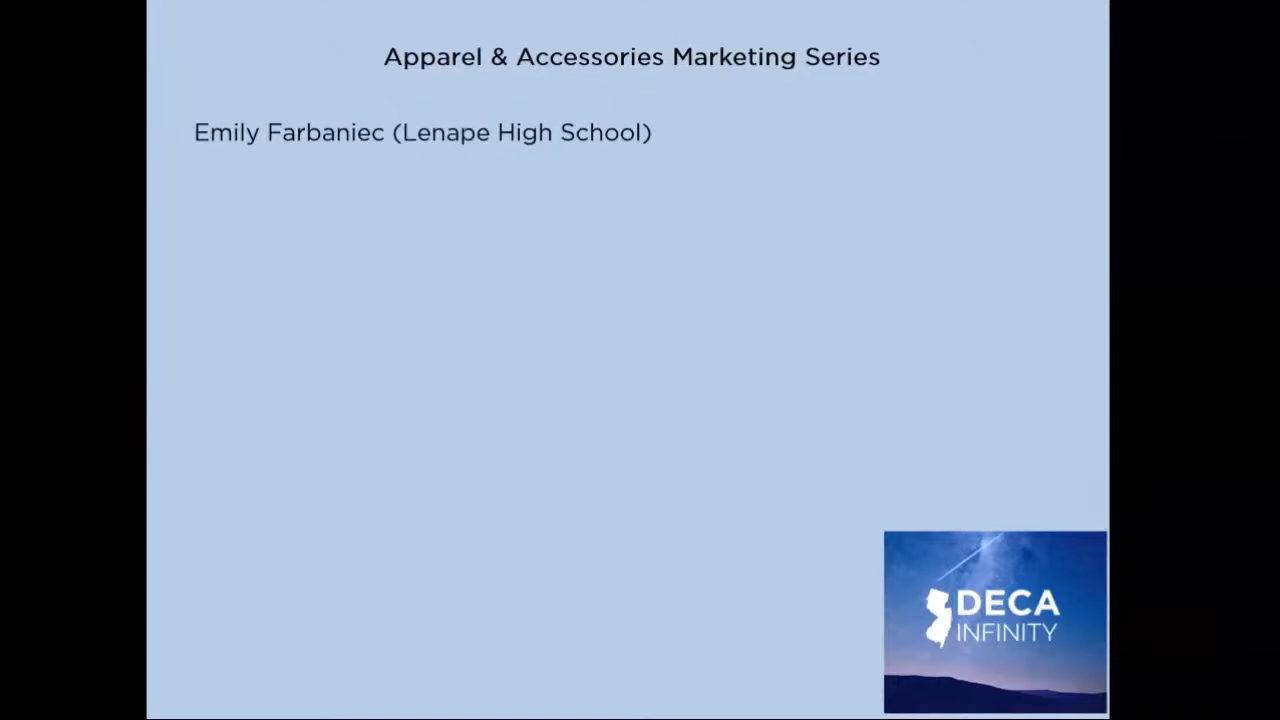 Apparel & Accessories Marketing Series
Emily Farbaniec (Lenape High School)
DECA
INFINITY